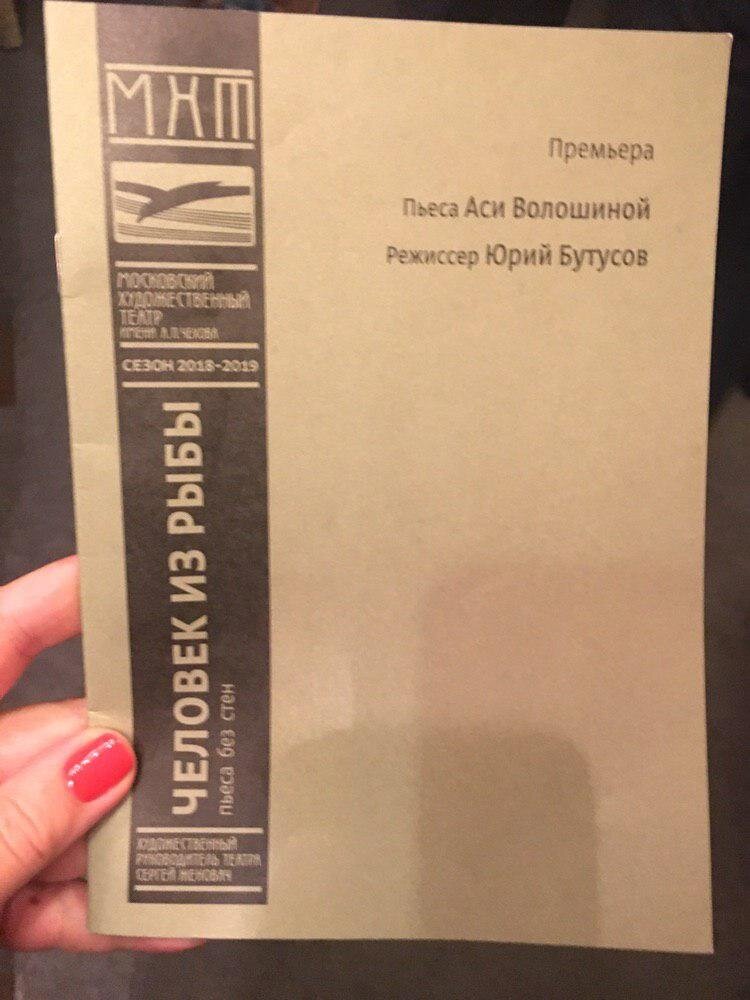 МХТ
МОСКОВСКИЙ
ХУДОЖЕСТВЕННЫЙ
ТЕАТР
ИМЕНИ А.П.ЧЕХОВА
СЕЗОН 2018-2019
ЧЕЛОВЕК ИЗ РЫБЫ
пьеса без стен
ХУДОЖЕСТВЕННЫЙ
РУКОВОДИТЕЛЬ ТЕАТРА
СЕРГЕЙ ЖЕНОВАЧ
Премьера
Пьеса Аси Волошиной
Режиссер Юрий Бутусов